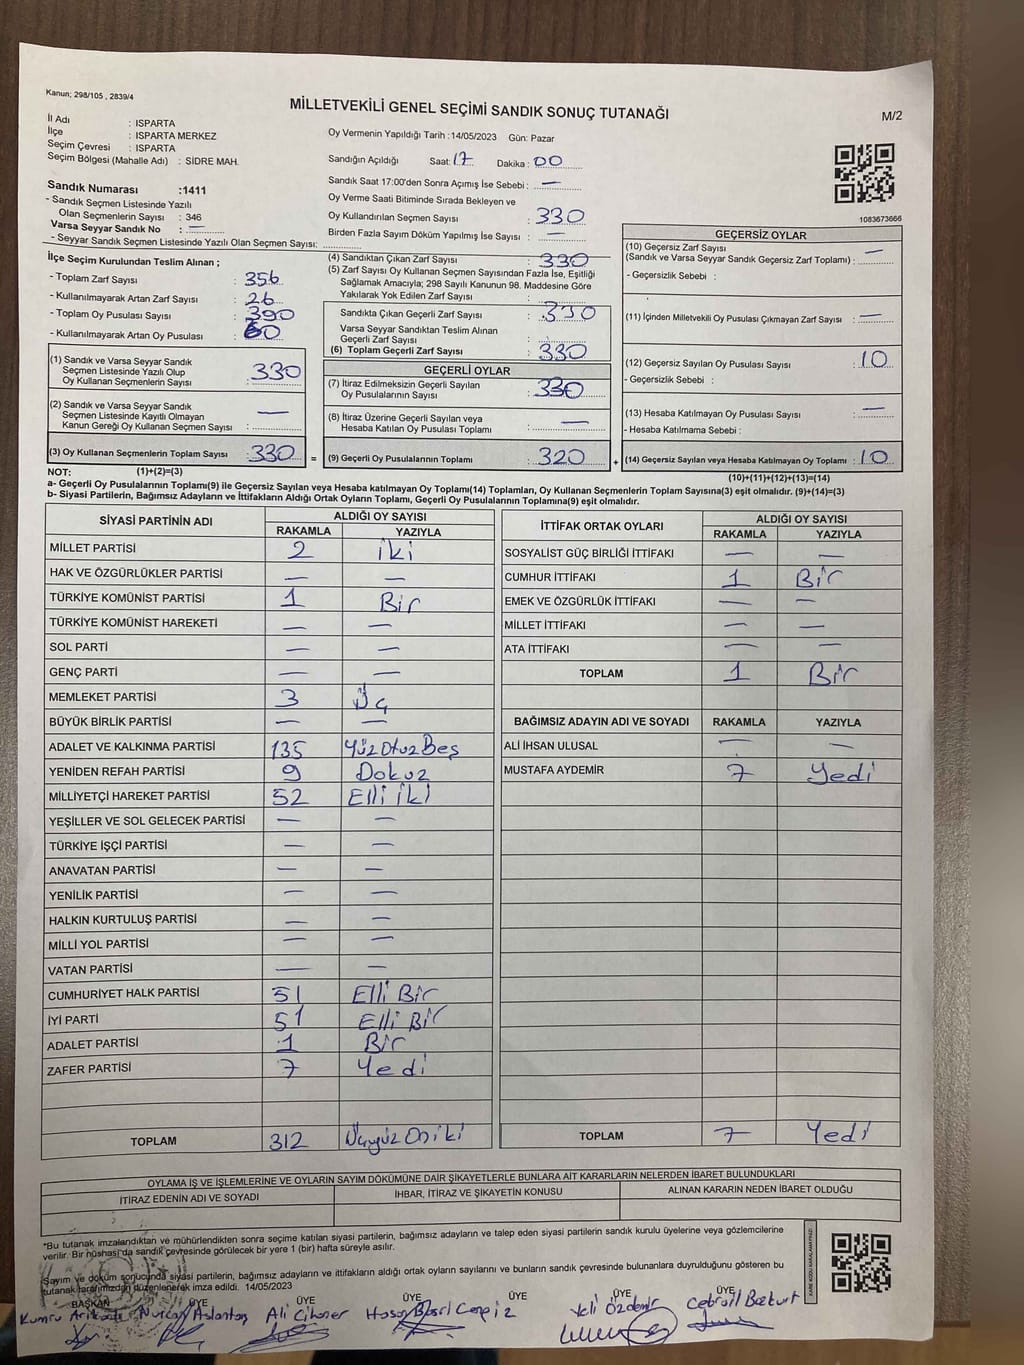 Kanun; 298/105 , 2839/4
MİLLETVEKİLİ GENEL SEÇİMİ SANDIK SONUÇ TUTANAĞI
M/2
İl Adı : ISPARTA
İlçe : ISPARTA MERKEZ
Seçim Çevresi : ISPARTA
Seçim Bölgesi (Mahalle Adı) : SİDRE MAH.
Oy Vermenin Yapıldığı Tarih :14/05/2023 Gün: Pazar
Sandığın Açıldığı Saat: 17 Dakika : 00
Sandık Saat 17:00'den Sonra Açımış İse Sebebi : —
Oy Verme Saati Bitiminde Sırada Bekleyen ve
Oy Kullandırılan Seçmen Sayısı : 330
Birden Fazla Sayım Döküm Yapılmış İse Sayısı : —
Sandık Numarası :1411
- Sandık Seçmen Listesinde Yazılı
Olan Seçmenlerin Sayısı : 346
Varsa Seyyar Sandık No : —
- Seyyar Sandık Seçmen Listesinde Yazılı Olan Seçmen Sayısı:
1083673666
İlçe Seçim Kurulundan Teslim Alınan ;
- Toplam Zarf Sayısı : 356
- Kullanılmayarak Artan Zarf Sayısı : 26
- Toplam Oy Pusulası Sayısı : 390
- Kullanılmayarak Artan Oy Pusulası : 60
(1) Sandık ve Varsa Seyyar Sandık
Seçmen Listesinde Yazılı Olup
Oy Kullanan Seçmenlerin Sayısı : 330
(2) Sandık ve Varsa Seyyar Sandık
Seçmen Listesinde Kayıtlı Olmayan
Kanun Gereği Oy Kullanan Seçmen Sayısı : —
(3) Oy Kullanan Seçmenlerin Toplam Sayısı : 330 =
(4) Sandıktan Çıkan Zarf Sayısı : 330
(5) Zarf Sayısı Oy Kullanan Seçmen Sayısından Fazla İse, Eşitliği
Sağlamak Amacıyla; 298 Sayılı Kanunun 98. Maddesine Göre
Yakılarak Yok Edilen Zarf Sayısı :
Sandıkta Çıkan Geçerli Zarf Sayısı : 330
Varsa Seyyar Sandıktan Teslim Alınan
Geçerli Zarf Sayısı :
(6) Toplam Geçerli Zarf Sayısı : 330
GEÇERLİ OYLAR
(7) İtiraz Edilmeksizin Geçerli Sayılan
Oy Pusulalarının Sayısı : 330
(8) İtiraz Üzerine Geçerli Sayılan veya
Hesaba Katılan Oy Pusulası Toplamı : —
(9) Geçerli Oy Pusulalarının Toplamı : 320 +
GEÇERSİZ OYLAR
(10) Geçersiz Zarf Sayısı
(Sandık ve Varsa Seyyar Sandık Geçersiz Zarf Toplamı) : —
- Geçersizlik Sebebi :
(11) İçinden Milletvekili Oy Pusulası Çıkmayan Zarf Sayısı : —
(12) Geçersiz Sayılan Oy Pusulası Sayısı : 10
- Geçersizlik Sebebi :
(13) Hesaba Katılmayan Oy Pusulası Sayısı : —
- Hesaba Katılmama Sebebi :
(14) Geçersiz Sayılan veya Hesaba Katılmayan Oy Toplamı : 10
NOT: (1)+(2)=(3) (10)+(11)+(12)+(13)=(14)
a- Geçerli Oy Pusulalarının Toplamı(9) ile Geçersiz Sayılan veya Hesaba katılmayan Oy Toplamı(14) Toplamları, Oy Kullanan Seçmenlerin Toplam Sayısına(3) eşit olmalıdır. (9)+(14)=(3)
b- Siyasi Partilerin, Bağımsız Adayların ve İttifakların Aldığı Ortak Oyların Toplamı, Geçerli Oy Pusulalarının Toplamına(9) eşit olmalıdır.
SİYASİ PARTİNİN ADI ALDIĞI OY SAYISI
RAKAMLA YAZIYLA
MİLLET PARTİSİ 2 iki
HAK VE ÖZGÜRLÜKLER PARTİSİ — —
TÜRKİYE KOMÜNİST PARTİSİ 1 Bir
TÜRKİYE KOMÜNİST HAREKETİ — —
SOL PARTİ — —
GENÇ PARTİ — —
MEMLEKET PARTİSİ 3 Üç
BÜYÜK BİRLİK PARTİSİ — —
ADALET VE KALKINMA PARTİSİ 135 YüzOtuzBeş
YENİDEN REFAH PARTİSİ 9 Dokuz
MİLLİYETÇİ HAREKET PARTİSİ 52 Elli iki
YEŞİLLER VE SOL GELECEK PARTİSİ — —
TÜRKİYE İŞÇİ PARTİSİ — —
ANAVATAN PARTİSİ — —
YENİLİK PARTİSİ — —
HALKIN KURTULUŞ PARTİSİ — —
MİLLİ YOL PARTİSİ — —
VATAN PARTİSİ — —
CUMHURİYET HALK PARTİSİ 51 Elli Bir
İYİ PARTİ 51 Elli Bir
ADALET PARTİSİ 1 Bir
ZAFER PARTİSİ 7 Yedi
TOPLAM 312 Üçyüz Oniki
İTTİFAK ORTAK OYLARI ALDIĞI OY SAYISI
RAKAMLA YAZIYLA
SOSYALİST GÜÇ BİRLİĞİ İTTİFAKI — —
CUMHUR İTTİFAKI 1 Bir
EMEK VE ÖZGÜRLÜK İTTİFAKI — —
MİLLET İTTİFAKI — —
ATA İTTİFAKI — —
TOPLAM 1 Bir
BAĞIMSIZ ADAYIN ADI VE SOYADI RAKAMLA YAZIYLA
ALİ İHSAN ULUSAL — —
MUSTAFA AYDEMİR 7 Yedi
TOPLAM 7 Yedi
OYLAMA İŞ VE İŞLEMLERİNE VE OYLARIN SAYIM DÖKÜMÜNE DAİR ŞİKAYETLERLE BUNLARA AİT KARARLARIN NELERDEN İBARET BULUNDUKLARI
İTİRAZ EDENİN ADI VE SOYADI İHBAR, İTİRAZ VE ŞİKAYETİN KONUSU ALINAN KARARIN NEDEN İBARET OLDUĞU
*Bu tutanak imzalandıktan ve mühürlendikten sonra seçime katılan siyasi partilerin, bağımsız adayların ve talep eden siyasi partilerin sandık kurulu üyelerine veya gözlemcilerine
verilir. Bir nüshası da sandık çevresinde görülecek bir yere 1 (bir) hafta süreyle asılır.
Sayım ve döküm sonucunda siyasi partilerin, bağımsız adayların ve ittifakların aldığı ortak oyların sayılarını ve bunların sandık çevresinde bulunanlara duyrulduğunu gösteren bu
tutanak tarafımızdan düzenlenerek imza edildi. 14/05/2023
KARE KODU KARALAMAYINIZ!
BAŞKAN ÜYE ÜYE ÜYE ÜYE ÜYE
Nurcan Aslantaş Hasan Basri Cengiz Veli Özdemir Cebrail Bozkurt